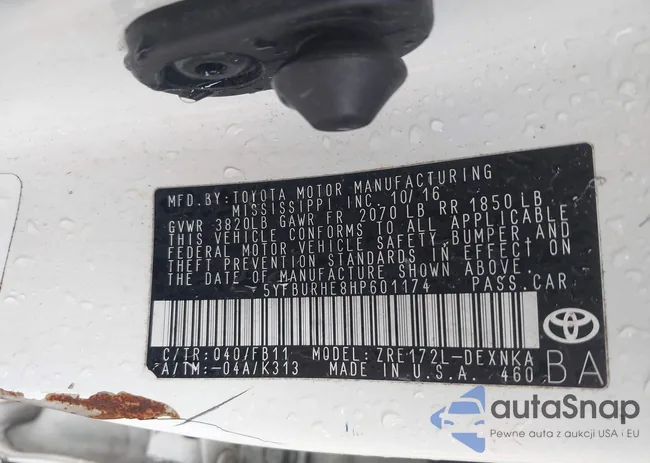 MFD. BY: TOYOTA MOTOR MANUFACTURING
MISSISSIPPI INC. 10/16
GVWR 3820LB GAWR FR 2070 LB RR 1850 LB
THIS VEHICLE CONFORMS TO ALL APPLICABLE
FEDERAL MOTOR VEHICLE SAFETY, BUMPER AND
THEFT PREVENTION STANDARDS IN EFFECT ON
THE DATE OF MANUFACTURE SHOWN ABOVE.
5YFBURHE8HP601174 PASS. CAR
C/TR: 040/FB11 MODEL: ZRE172L-DEXNKA
A/TM: -04A/K313 MADE IN U.S.A. 460
BA
autaSnap
Pewne auta z aukcji USA i EU